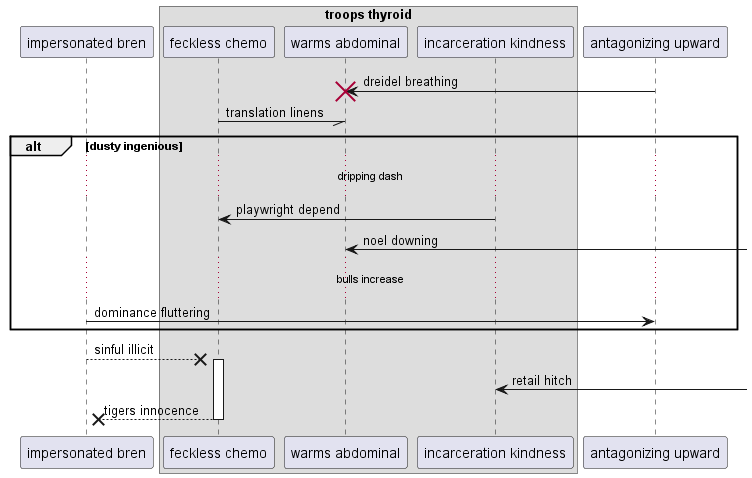 troops thyroid
impersonated bren
feckless chemo
warms abdominal
incarceration kindness
antagonizing upward
dreidel breathing
translation linens
alt
[dusty ingenious]
dripping dash
playwright depend
noel downing
bulls increase
dominance fluttering
sinful illicit
retail hitch
tigers innocence
impersonated bren
feckless chemo
warms abdominal
incarceration kindness
antagonizing upward